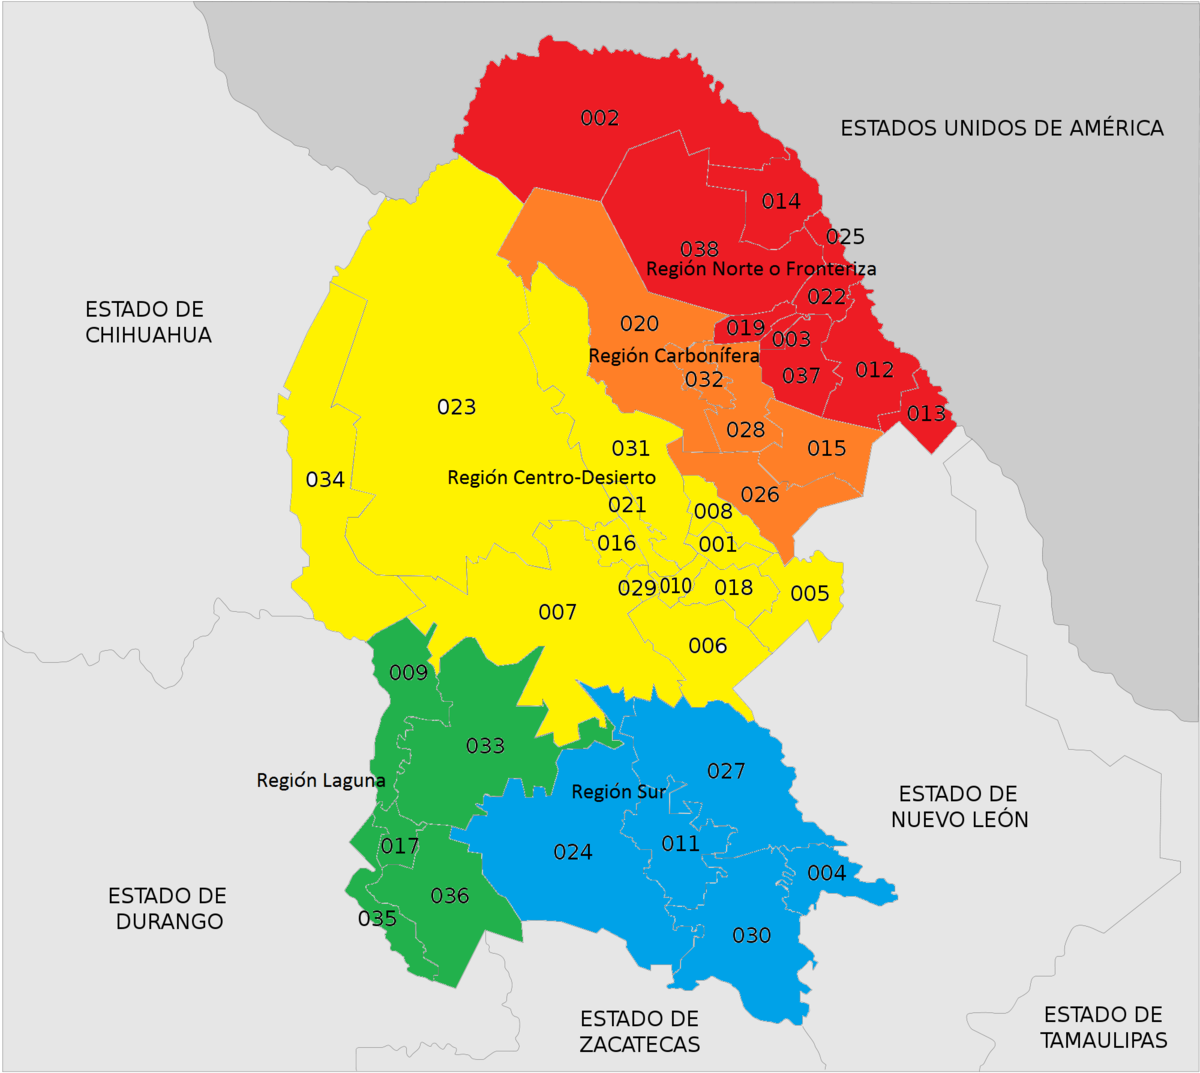 002
ESTADOS UNIDOS DE AMÉRICA
014
025
038
Región Norte o Fronteriza
022
ESTADO DE
CHIHUAHUA
020
019
003
Región Carbonífera
032
037
012
023
013
028
031
015
034
Región Centro-Desierto
026
021
008
016
001
029
010
018
005
007
006
009
033
027
Región Laguna
Región Sur
ESTADO DE
NUEVO LEÓN
017
024
011
004
036
ESTADO DE
DURANGO
035
030
ESTADO DE
ZACATECAS
ESTADO DE
TAMAULIPAS